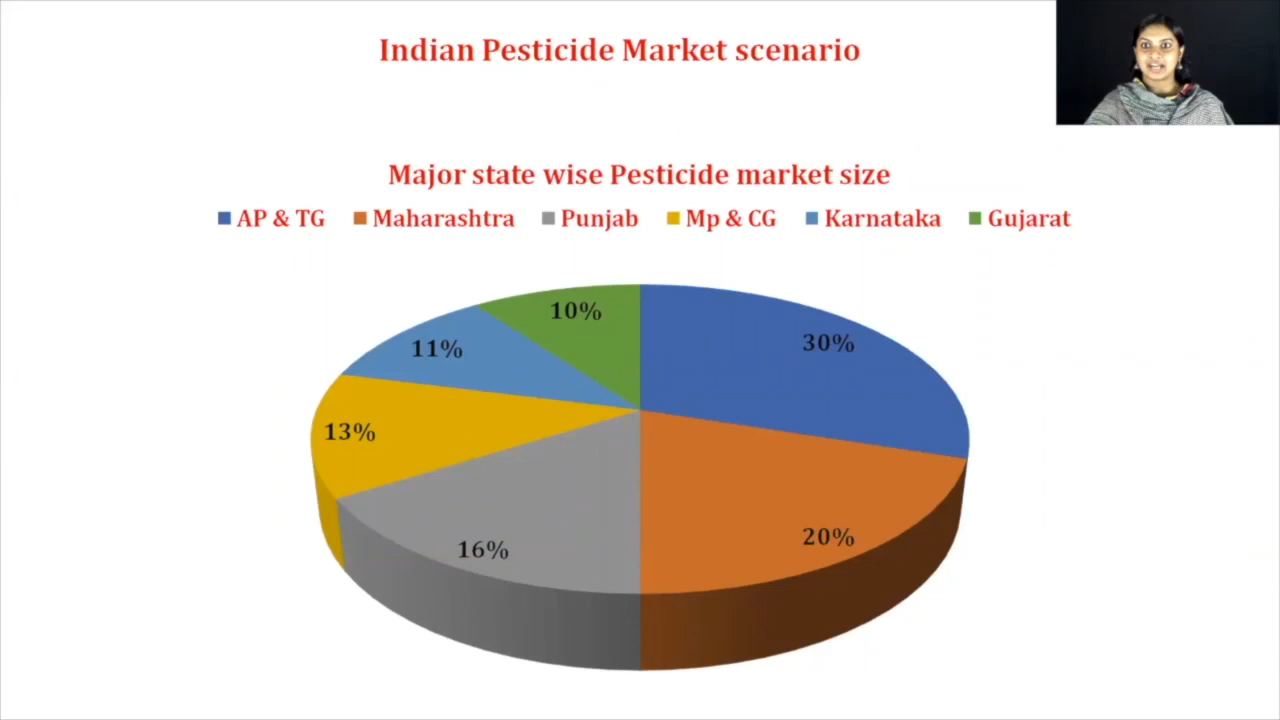 Indian Pesticide Market scenario
Major state wise Pesticide market size
AP & TG Maharashtra Punjab Mp & CG Karnataka Gujarat
10%
30%
11%
13%
20%
16%